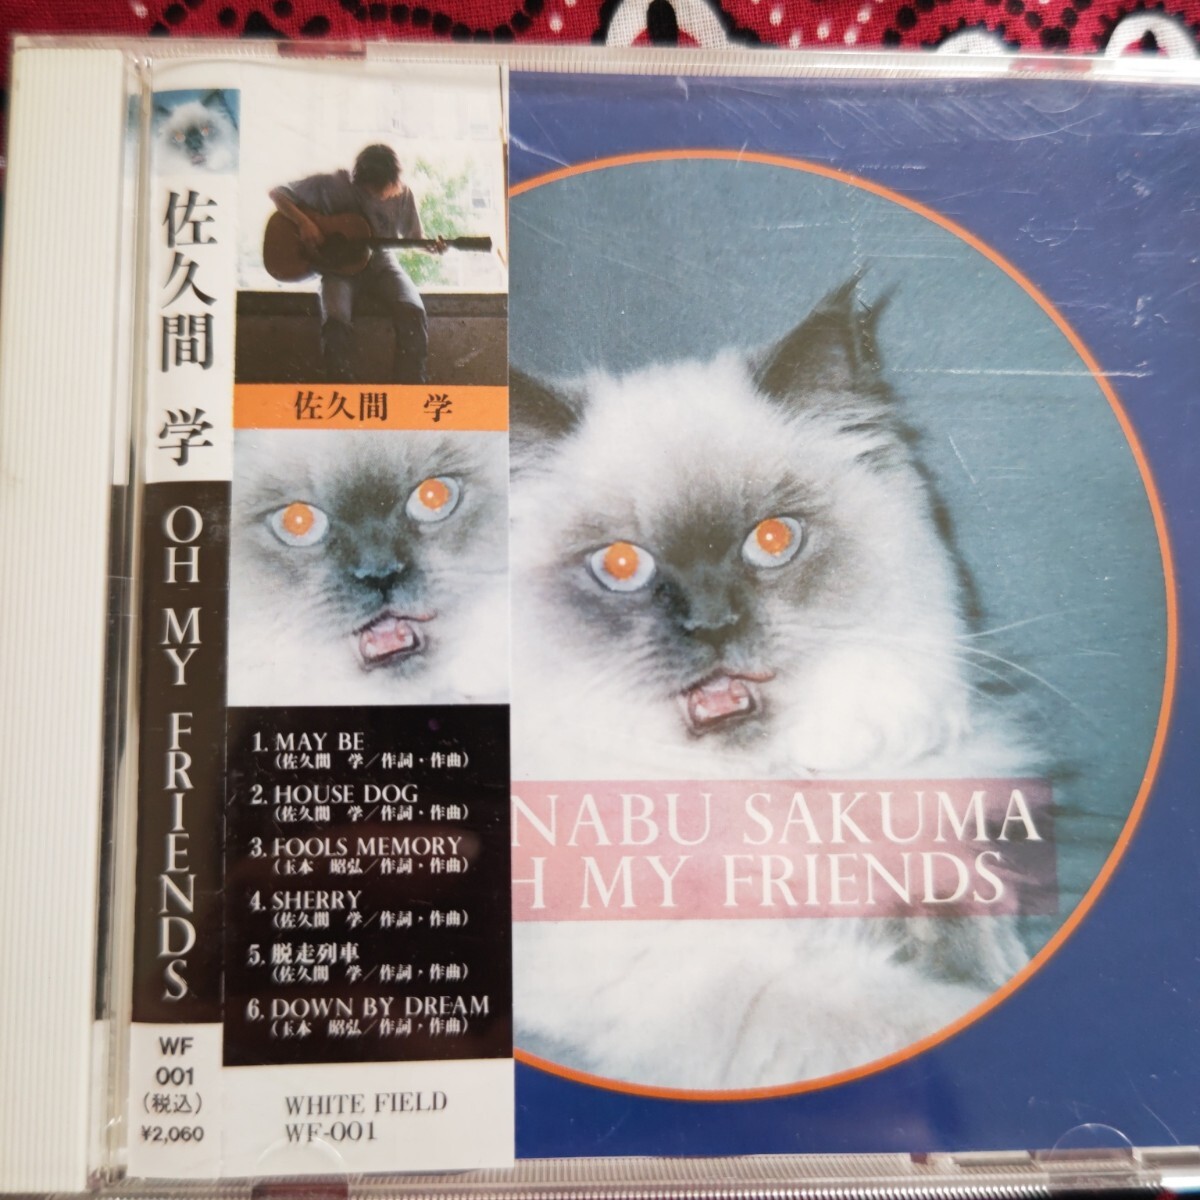 佐久間 学
OH MY FRIENDS
WF
001
(税込)
¥2,060
佐久間 学
1. MAY BE
(佐久間 学／作詞・作曲)
2. HOUSE DOG
(佐久間 学／作詞・作曲)
3. FOOLS MEMORY
(玉本 昭弘／作詞・作曲)
4. SHERRY
(佐久間 学／作詞・作曲)
5. 脱走列車
(佐久間 学／作詞・作曲)
6. DOWN BY DREAM
(玉本 昭弘／作詞・作曲)
WHITE FIELD
WF-001
NABU SAKUMA
H MY FRIENDS